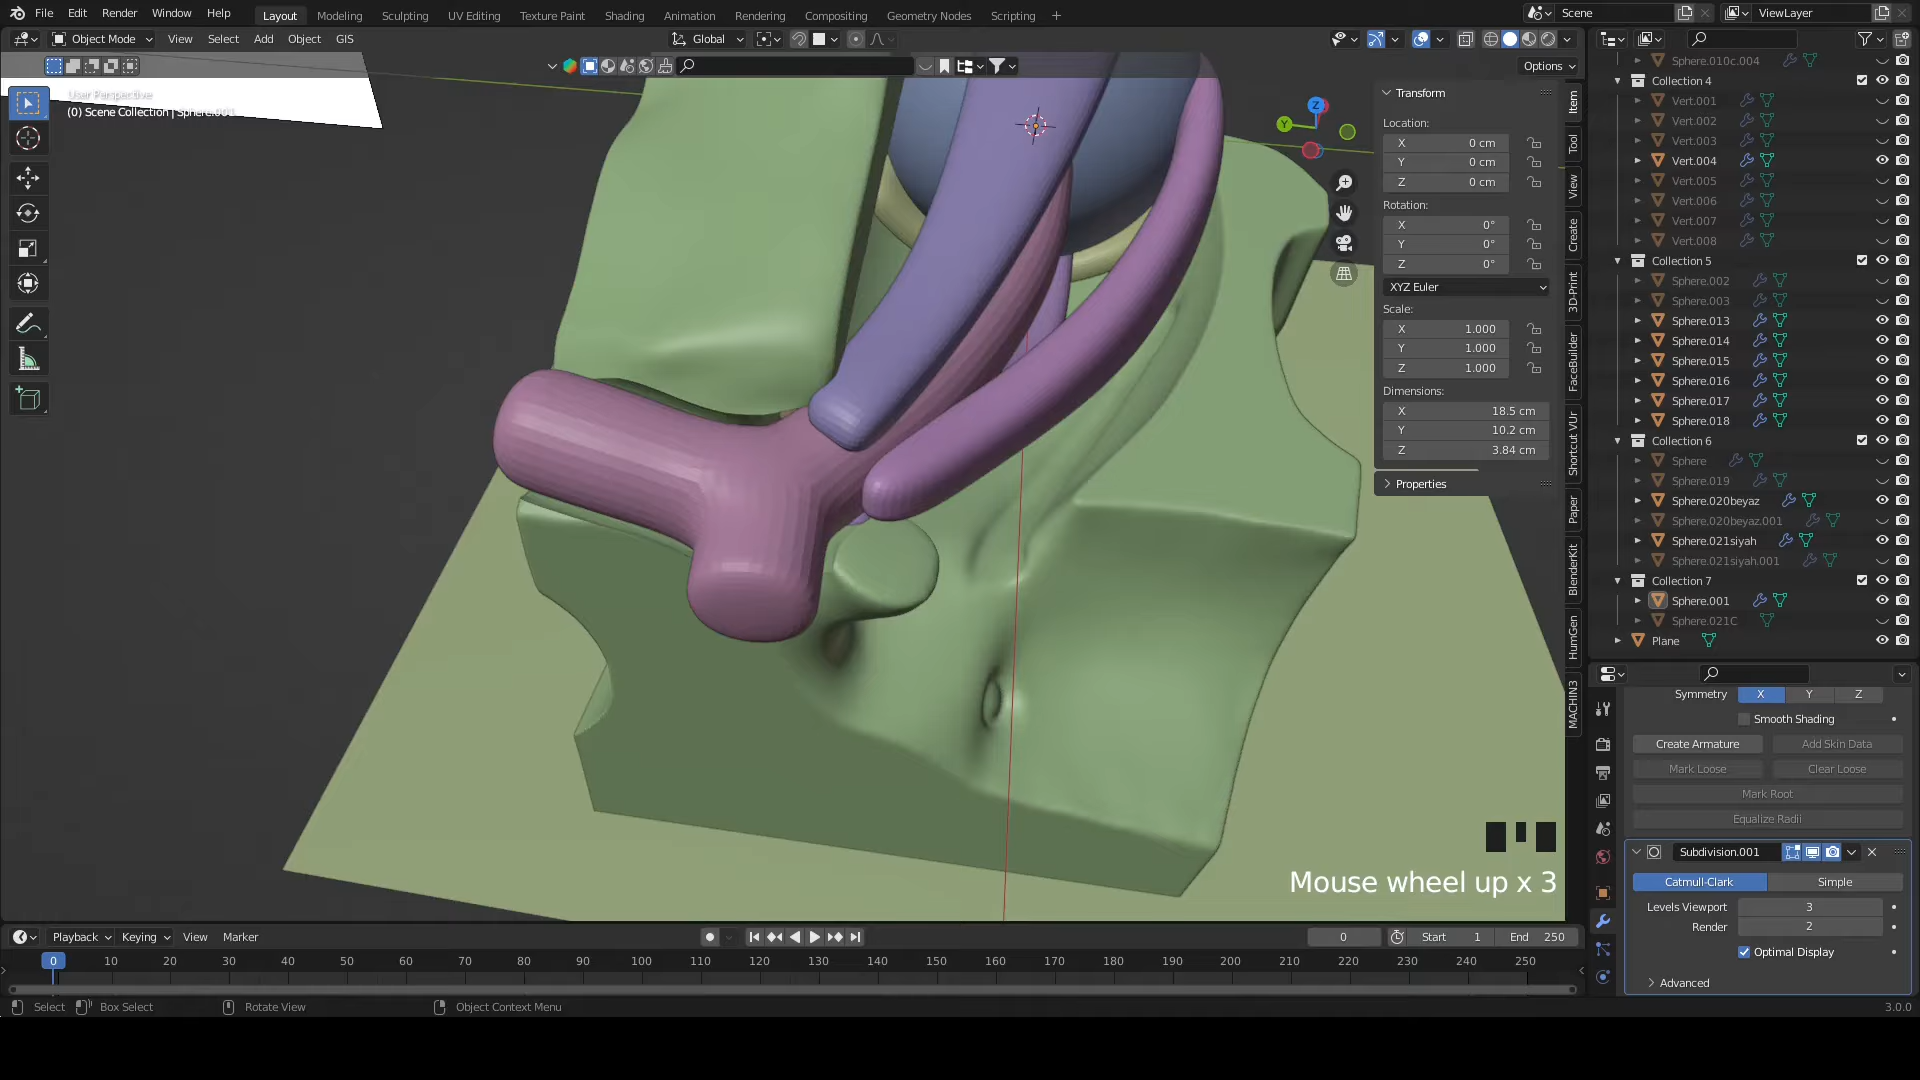 File Edit Render Window Help
Layout Modeling Sculpting UV Editing Texture Paint Shading Animation Rendering Compositing Geometry Nodes Scripting +
Scene
ViewLayer
Object Mode View Select Add Object GIS
Global
Options
User Perspective
(0) Scene Collection | Sphere.001
Transform
Location:
X 0 cm
Y 0 cm
Z 0 cm
Rotation:
X 0°
Y 0°
Z 0°
XYZ Euler
Scale:
X 1.000
Y 1.000
Z 1.000
Dimensions:
X 18.5 cm
Y 10.2 cm
Z 3.84 cm
Properties
Item
Tool
View
Create
3D-Print
FaceBuilder
Shortcut VUr
Paper
BlenderKit
HumGen
MACHIN3
Z
Y
Sphere.010c.004
Collection 4
Vert.001
Vert.002
Vert.003
Vert.004
Vert.005
Vert.006
Vert.007
Vert.008
Collection 5
Sphere.002
Sphere.003
Sphere.013
Sphere.014
Sphere.015
Sphere.016
Sphere.017
Sphere.018
Collection 6
Sphere
Sphere.019
Sphere.020beyaz
Sphere.020beyaz.001
Sphere.021siyah
Sphere.021siyah.001
Collection 7
Sphere.001
Sphere.021C
Plane
Symmetry X Y Z
Smooth Shading
Create Armature Add Skin Data
Mark Loose Clear Loose
Mark Root
Equalize Radii
Subdivision.001
Catmull-Clark Simple
Levels Viewport 3
Render 2
Optimal Display
Advanced
Mouse wheel up x 3
Playback Keying View Marker
0 Start 1 End 250
0 10 20 30 40 50 60 70 80 90 100 110 120 130 140 150 160 170 180 190 200 210 220 230 240 250
Select Box Select Rotate View Object Context Menu
3.0.0